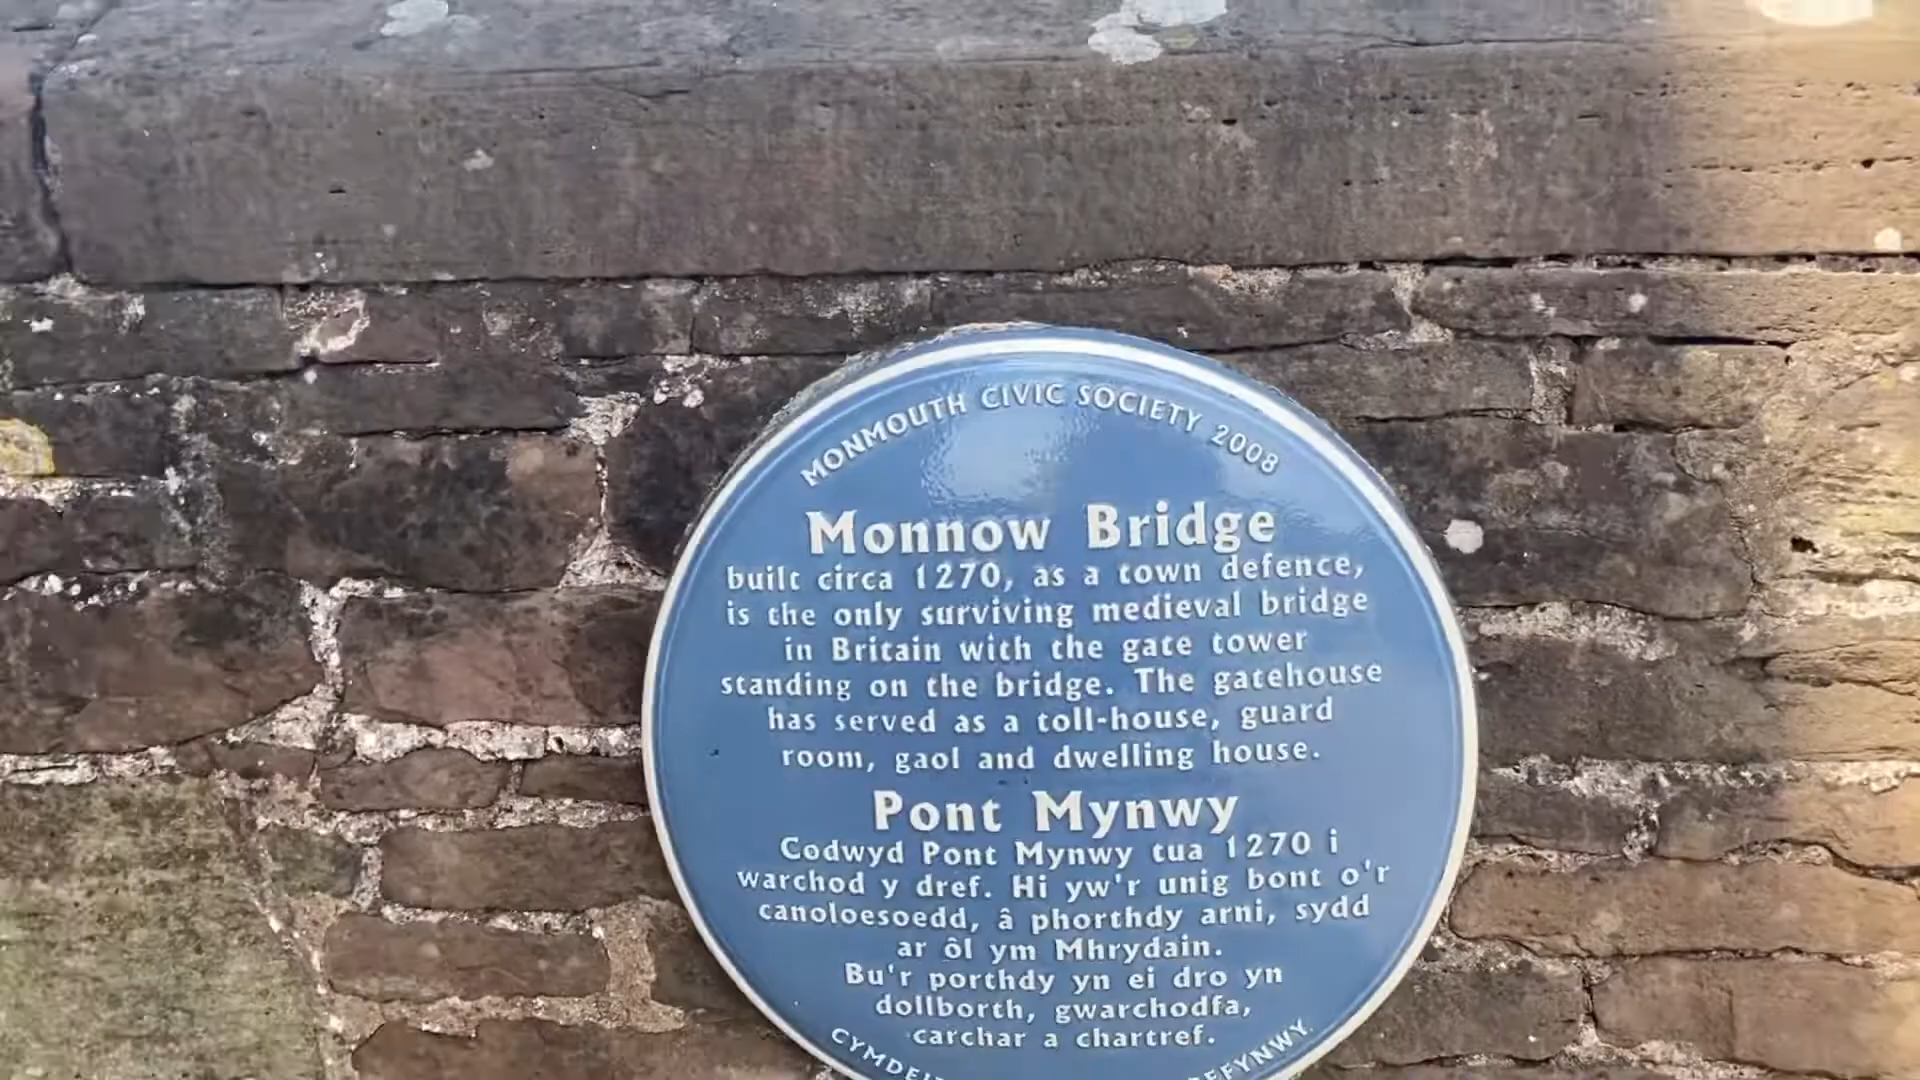 MONMOUTH CIVIC SOCIETY 2008
Monnow Bridge
built circa 1270, as a town defence,
is the only surviving medieval bridge
in Britain with the gate tower
standing on the bridge. The gatehouse
has served as a toll-house, guard
room, gaol and dwelling house.
Pont Mynwy
Codwyd Pont Mynwy tua 1270 i
warchod y dref. Hi yw'r unig bont o'r
canoloesoedd, â phorthdy arni, sydd
ar ôl ym Mhrydain.
Bu'r porthdy yn ei dro yn
dollborth, gwarchodfa,
carchar a chartref.